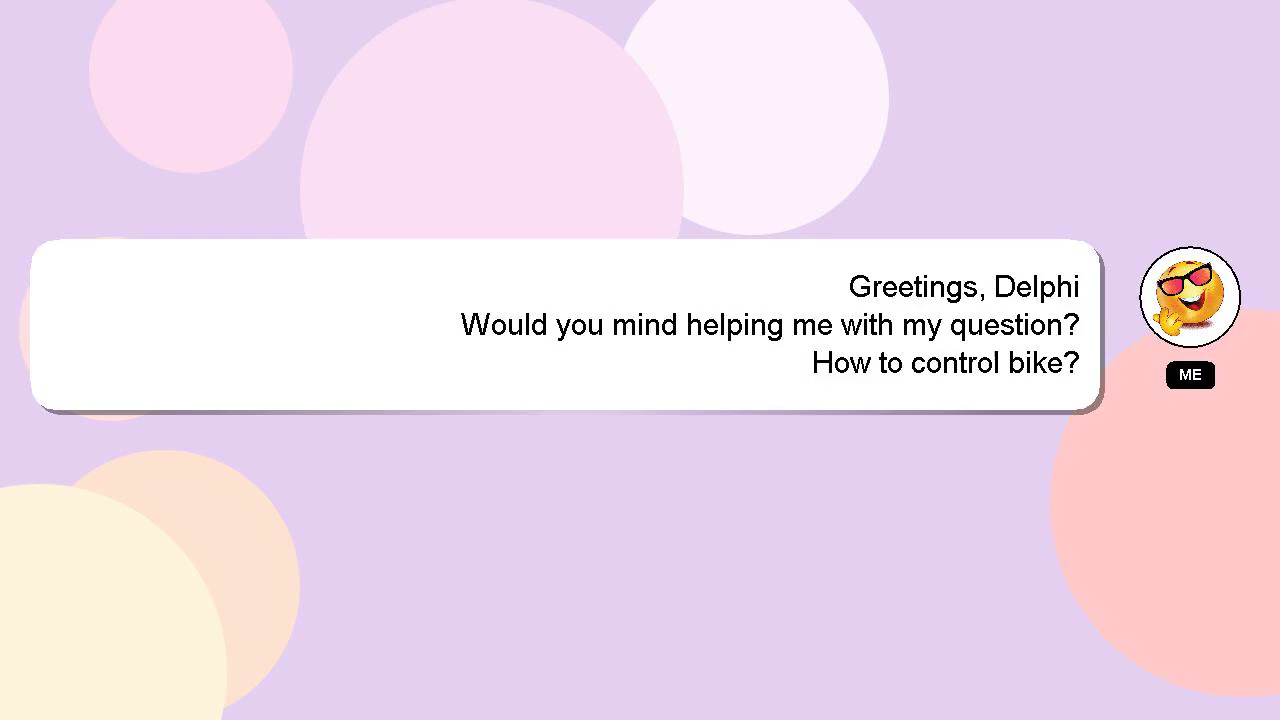 Greetings, Delphi
Would you mind helping me with my question?
How to control bike?
ME